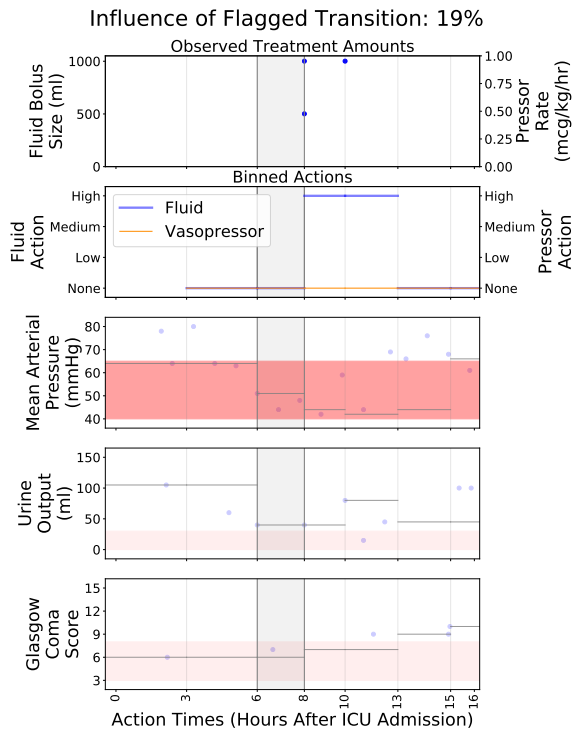 Influence of Flagged Transition: 19%
Observed Treatment Amounts
Fluid Bolus
Size (ml)
1000
500
0
1.00
0.75
0.50
0.25
0.00
Pressor
Rate
(mcg/kg/hr)
Binned Actions
Fluid
Action
High
Medium
Low
None
Fluid
Vasopressor
High
Medium
Low
None
Pressor
Action
Mean Arterial
Pressure
(mmHg)
80
70
60
50
40
Urine
Output
(ml)
150
100
50
0
Glasgow
Coma
Score
15
12
9
6
3
0 3 6 8 10 13 15 16
Action Times (Hours After ICU Admission)